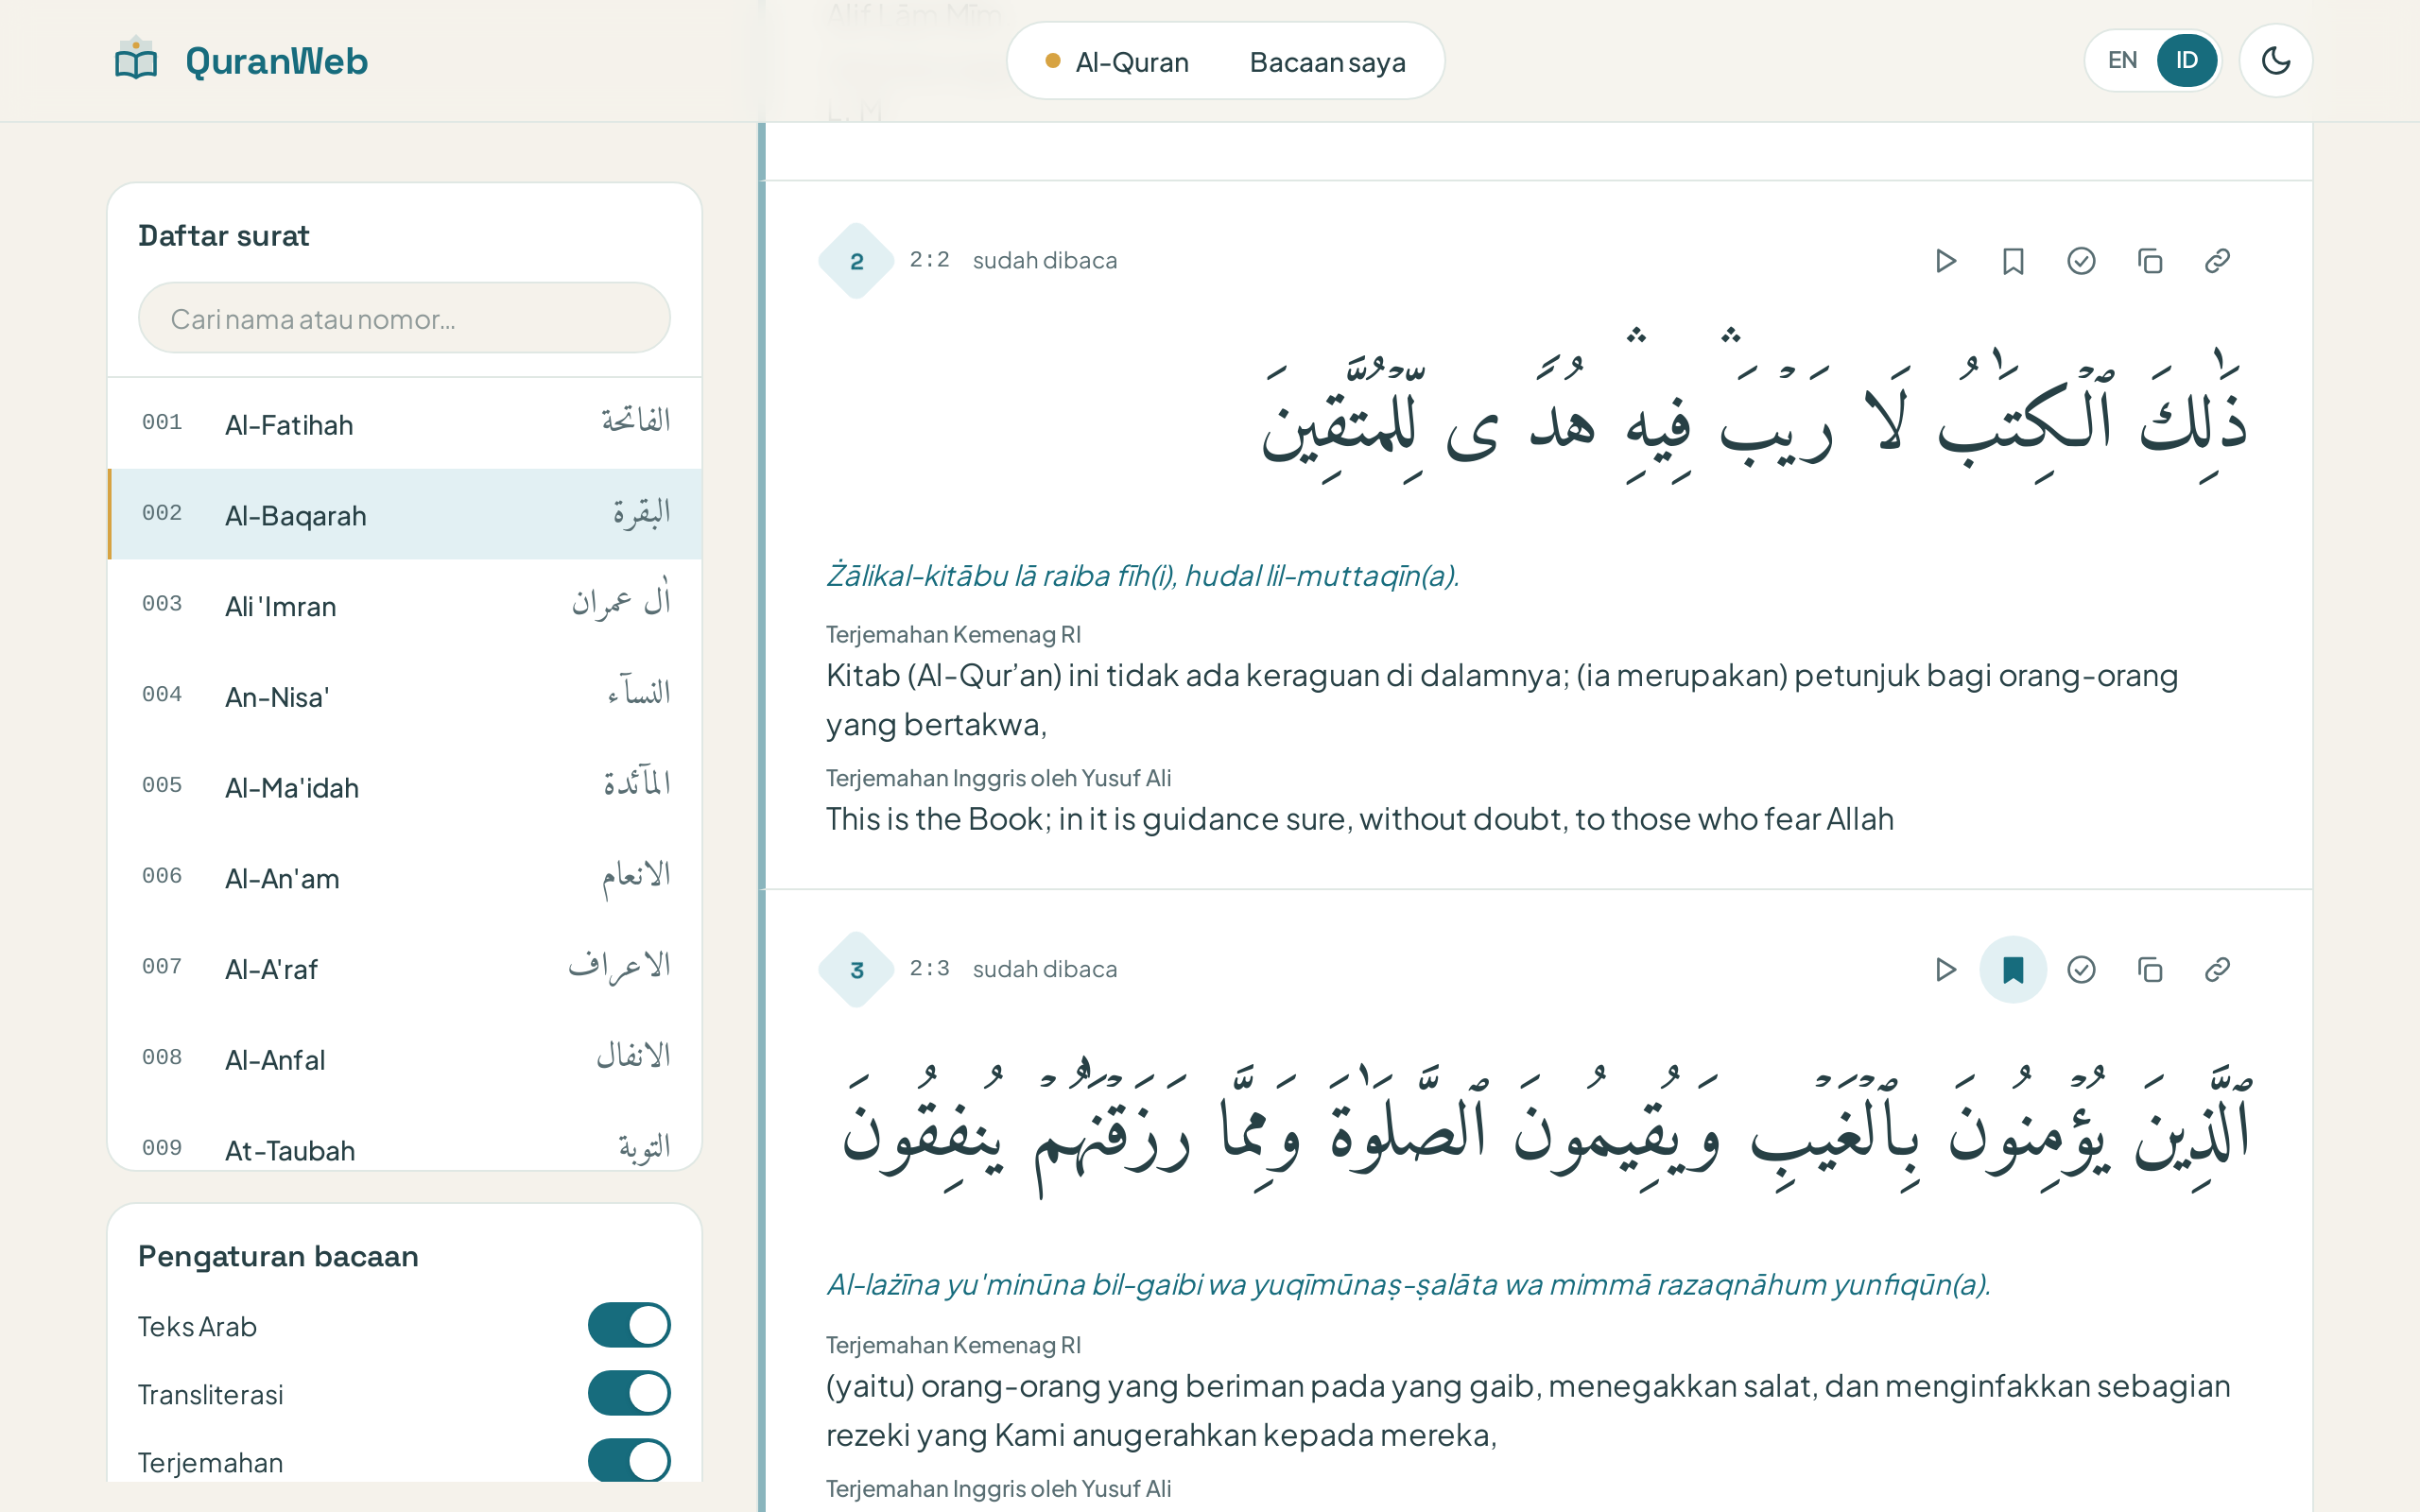 QuranWeb
Al-Quran
Bacaan saya
EN
ID
Daftar surat
Cari nama atau nomor...
001 Al-Fatihah الفاتحة
002 Al-Baqarah البقرة
003 Ali 'Imran اٰل عمران
004 An-Nisa' النسآء
005 Al-Ma'idah المآئدة
006 Al-An'am الانعام
007 Al-A'raf الاعراف
008 Al-Anfal الانفال
009 At-Taubah التوبة
Pengaturan bacaan
Teks Arab
Transliterasi
Terjemahan
Alif Lām Mīm
L. M
2 2:2 sudah dibaca
ذَٰلِكَ ٱلْكِتَٰبُ لَا رَيْبَ ۛ فِيهِ ۛ هُدًى لِّلْمُتَّقِينَ
Żālikal-kitābu lā raiba fīh(i), hudal lil-muttaqīn(a).
Terjemahan Kemenag RI
Kitab (Al-Qur’an) ini tidak ada keraguan di dalamnya; (ia merupakan) petunjuk bagi orang-orang
yang bertakwa,
Terjemahan Inggris oleh Yusuf Ali
This is the Book; in it is guidance sure, without doubt, to those who fear Allah
3 2:3 sudah dibaca
ٱلَّذِينَ يُؤْمِنُونَ بِٱلْغَيْبِ وَيُقِيمُونَ ٱلصَّلَوٰةَ وَمِمَّا رَزَقْنَٰهُمْ يُنفِقُونَ
Al-lażīna yu'minūna bil-gaibi wa yuqīmūnaṣ-ṣalāta wa mimmā razaqnāhum yunfiqūn(a).
Terjemahan Kemenag RI
(yaitu) orang-orang yang beriman pada yang gaib, menegakkan salat, dan menginfakkan sebagian
rezeki yang Kami anugerahkan kepada mereka,
Terjemahan Inggris oleh Yusuf Ali